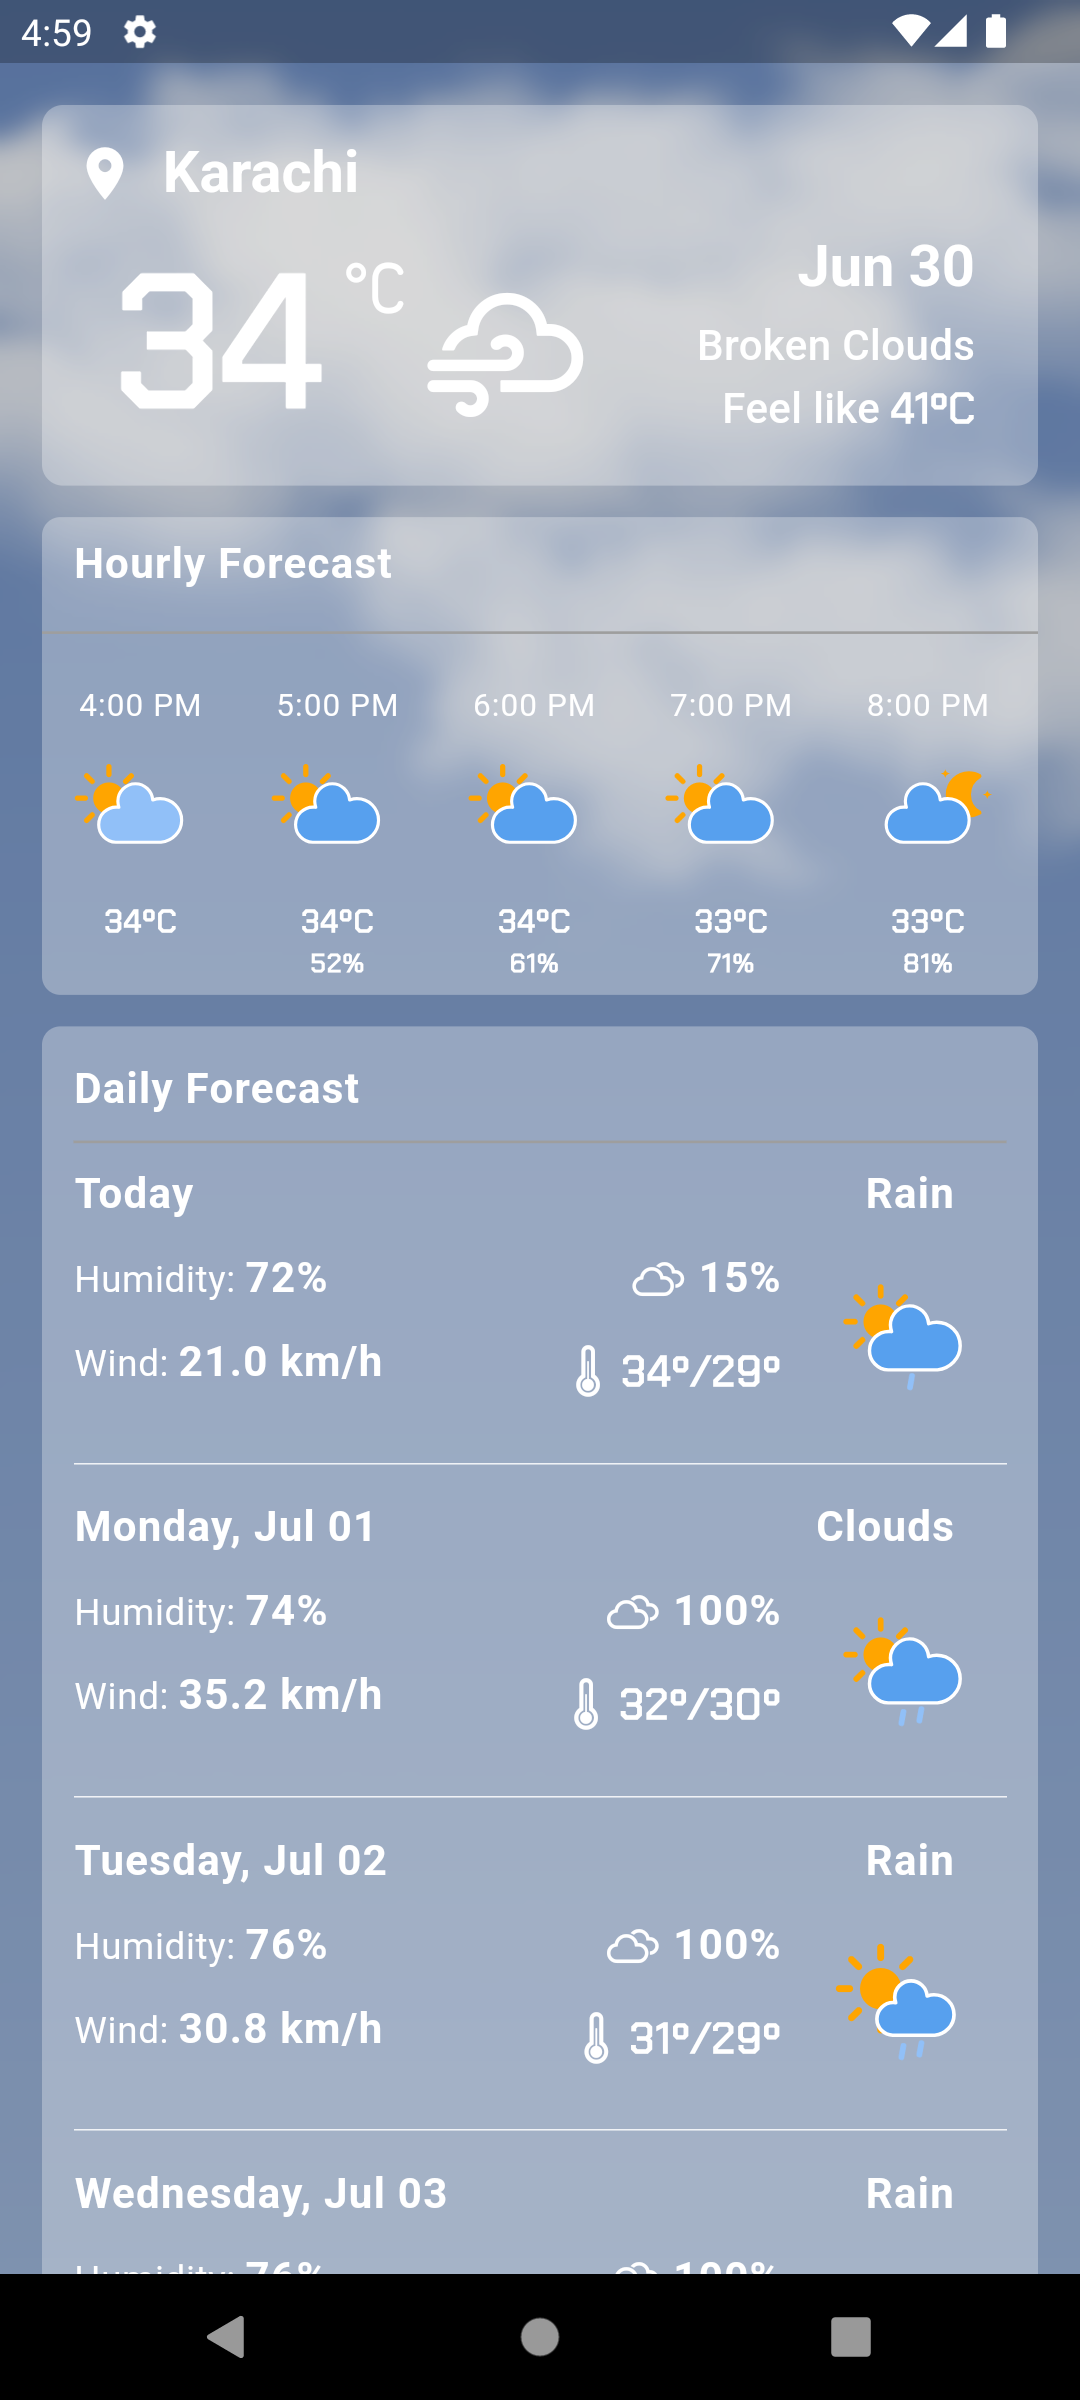 4:59
Karachi
34 °C
Jun 30
Broken Clouds
Feel like 41°C
Hourly Forecast
4:00 PM 5:00 PM 6:00 PM 7:00 PM 8:00 PM
34°C 34°C 34°C 33°C 33°C
52% 61% 71% 81%
Daily Forecast
Today Rain
Humidity: 72% 15%
Wind: 21.0 km/h 34°/29°
Monday, Jul 01 Clouds
Humidity: 74% 100%
Wind: 35.2 km/h 32°/30°
Tuesday, Jul 02 Rain
Humidity: 76% 100%
Wind: 30.8 km/h 31°/29°
Wednesday, Jul 03 Rain
Humidity: 76% 100%